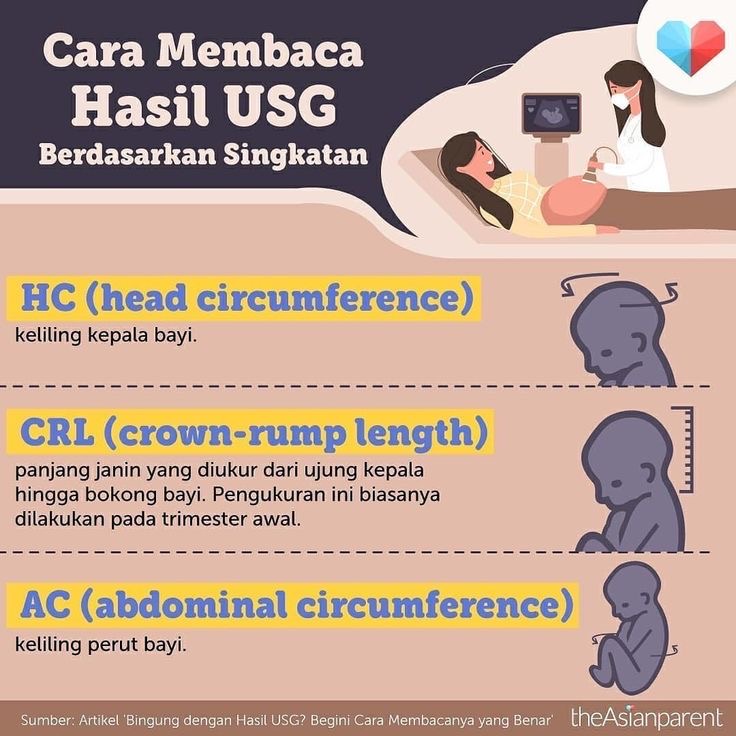 Cara Membaca
Hasil USG
Berdasarkan Singkatan
HC (head circumference)
keliling kepala bayi.
CRL (crown-rump length)
panjang janin yang diukur dari ujung kepala
hingga bokong bayi. Pengukuran ini biasanya
dilakukan pada trimester awal.
AC (abdominal circumference)
keliling perut bayi.
Sumber: Artikel 'Bingung dengan Hasil USG? Begini Cara Membacanya yang Benar'
theAsianparent